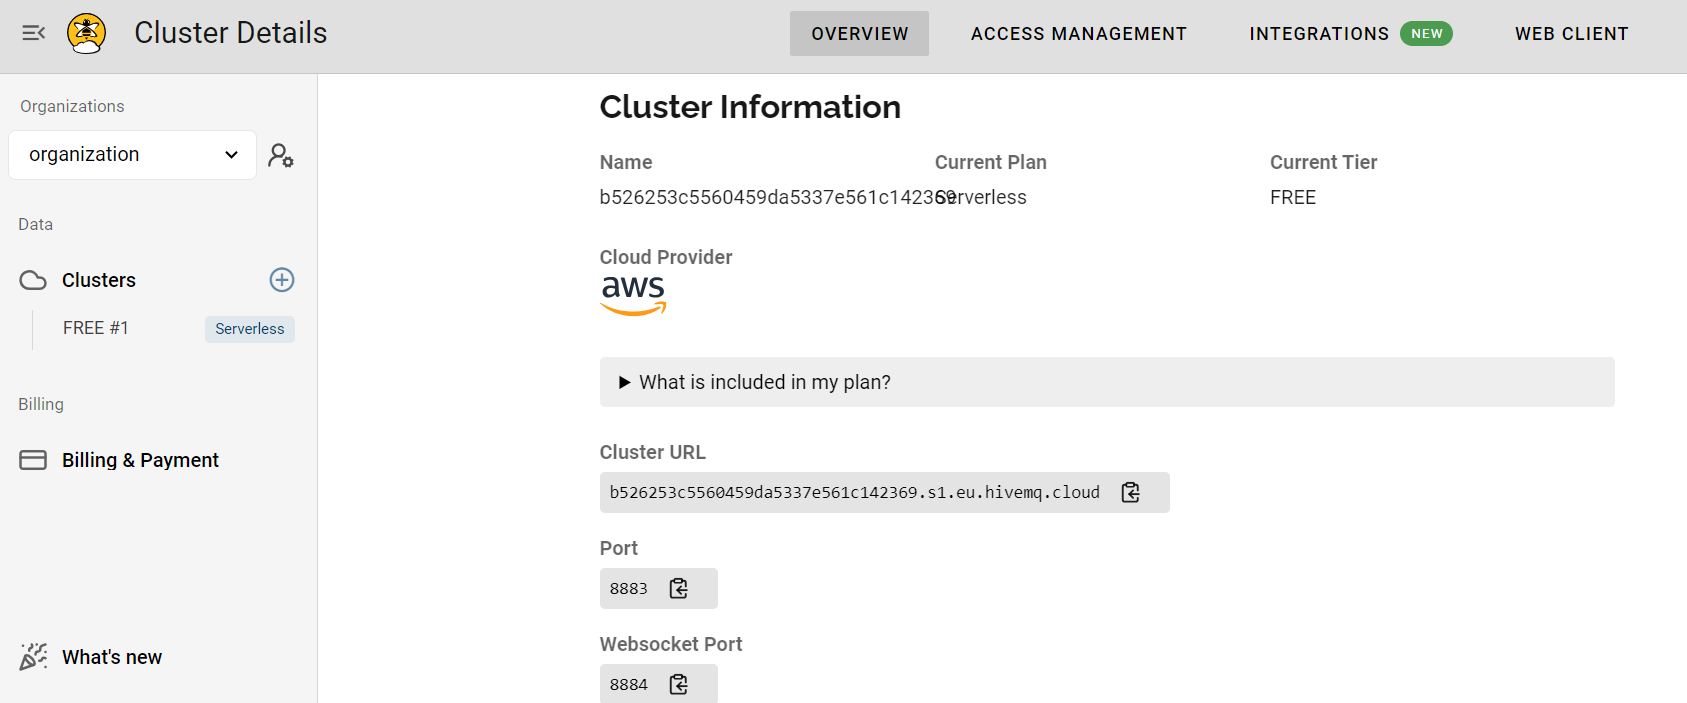 Cluster Details
OVERVIEW
ACCESS MANAGEMENT
INTEGRATIONS NEW
WEB CLIENT
Organizations
organization
Data
Clusters
FREE #1 Serverless
Billing
Billing & Payment
What's new
Cluster Information
Name
b526253c5560459da5337e561c142369
Current Plan
Serverless
Current Tier
FREE
Cloud Provider
aws
What is included in my plan?
Cluster URL
b526253c5560459da5337e561c142369.s1.eu.hivemq.cloud
Port
8883
Websocket Port
8884